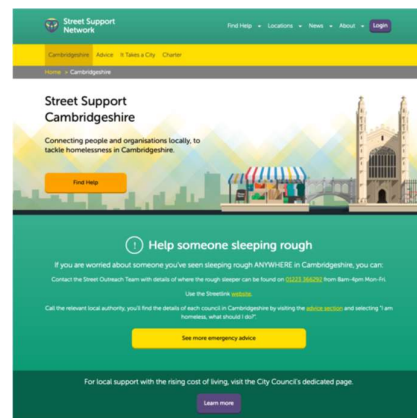 Street Support
Network
Find Help
Locations
News
About
Login
Cambridgeshire
Advice
It Takes a City
Charter
Home > Cambridgeshire
Street Support
Cambridgeshire
Connecting people and organisations locally, to
tackle homelessness in Cambridgeshire.
Find Help
! Help someone sleeping rough
If you are worried about someone you've seen sleeping rough ANYWHERE in Cambridgeshire, you can:
Contact the Street Outreach Team with details of where the rough sleeper can be found on 01223 364292 from 8am-4pm Mon-Fri.
Use the Streetlink website.
Call the relevant local authority, you'll find the details of each council in Cambridgeshire by visiting the advice section and selecting "I am
homeless, what should I do?".
See more emergency advice
For local support with the rising cost of living, visit the City Council's dedicated page.
Learn more